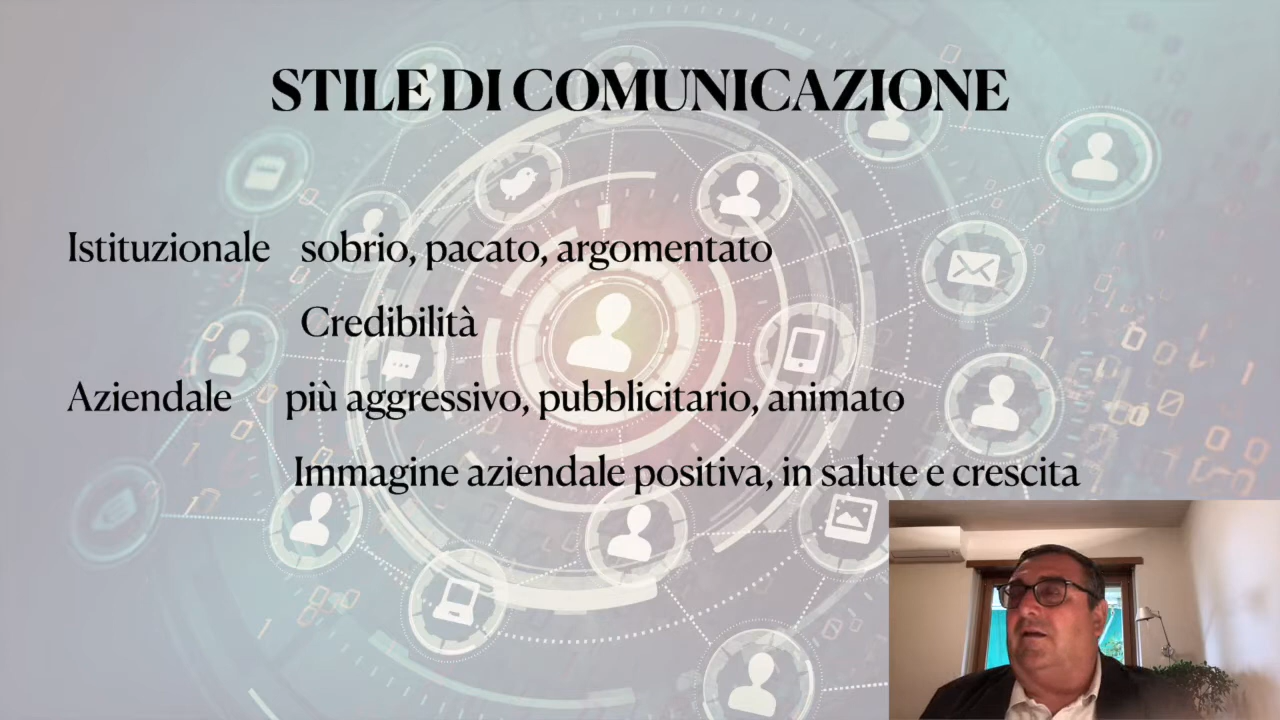 STILE DI COMUNICAZIONE
Istituzionale sobrio, pacato, argomentato
Credibilità
Aziendale più aggressivo, pubblicitario, animato
Immagine aziendale positiva, in salute e crescita